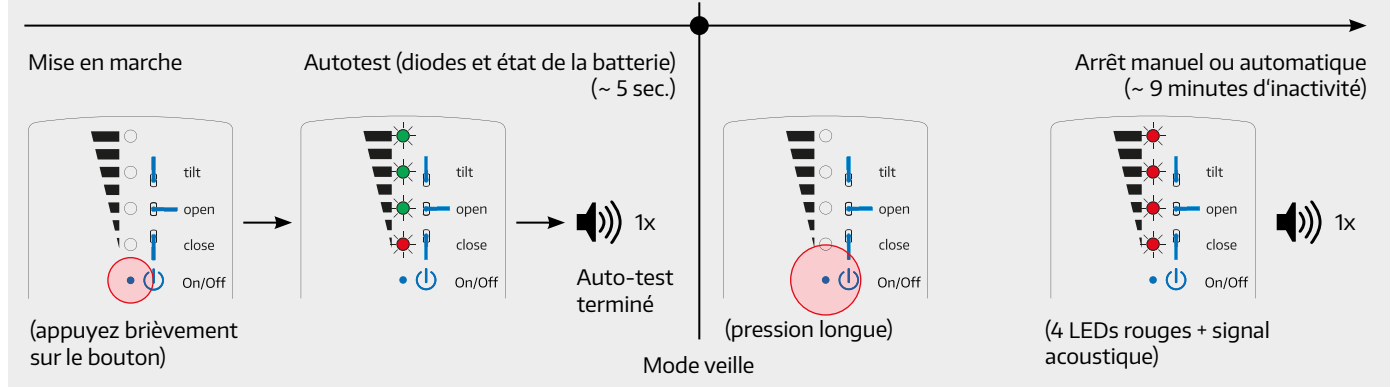 Mise en marche
Autotest (diodes et état de la batterie)
(~ 5 sec.)
Arrêt manuel ou automatique
(~ 9 minutes d‘inactivité)
tilt
open
close
On/Off
(appuyez brièvement
sur le bouton)
tilt
open
close
On/Off
1x
Auto-test
terminé
tilt
open
close
On/Off
(pression longue)
Mode veille
tilt
open
close
On/Off
1x
(4 LEDs rouges + signal
acoustique)